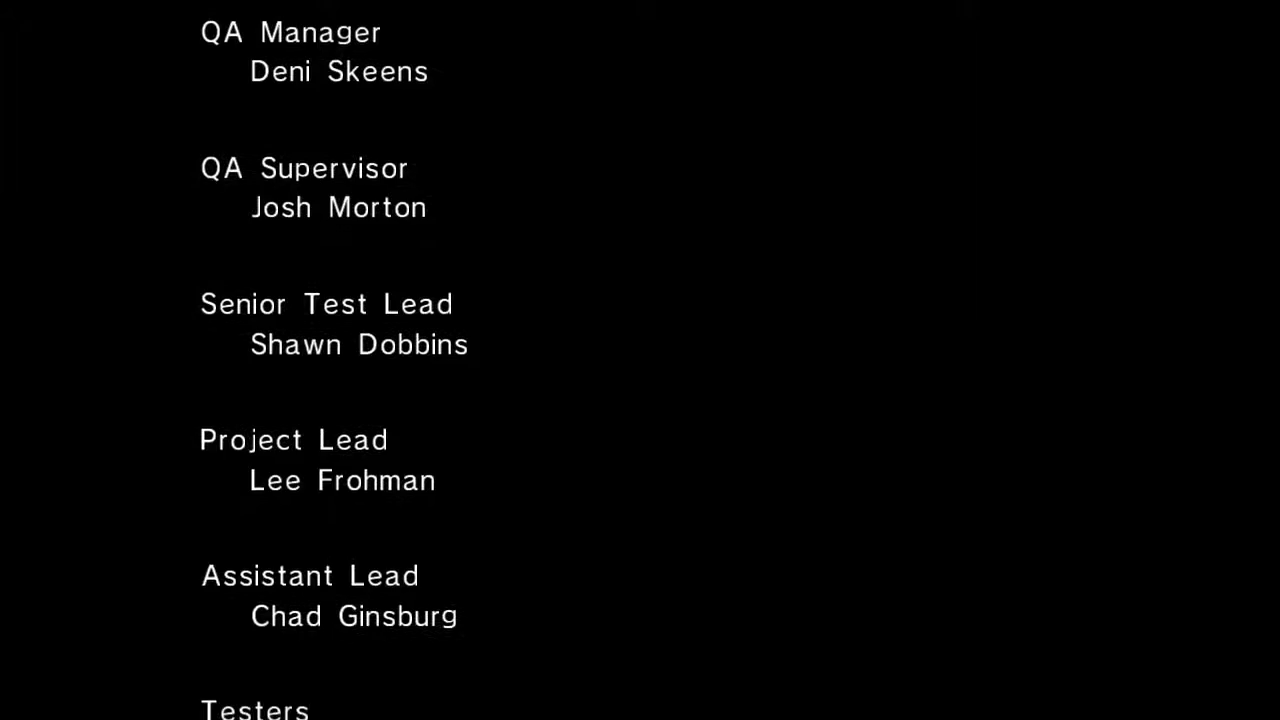 QA Manager
Deni Skeens
QA Supervisor
Josh Morton
Senior Test Lead
Shawn Dobbins
Project Lead
Lee Frohman
Assistant Lead
Chad Ginsburg
Testers